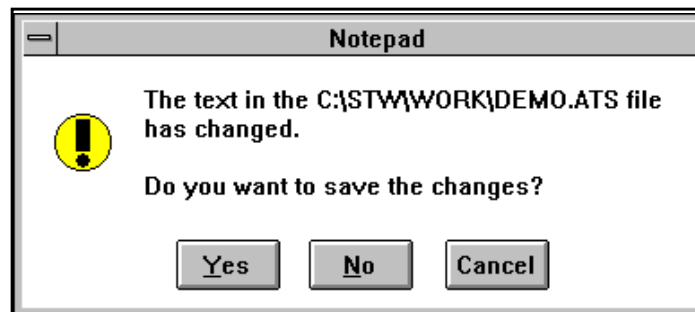 Notepad
The text in the C:\STW\WORK\DEMO.ATS file
has changed.
Do you want to save the changes?
Yes No Cancel